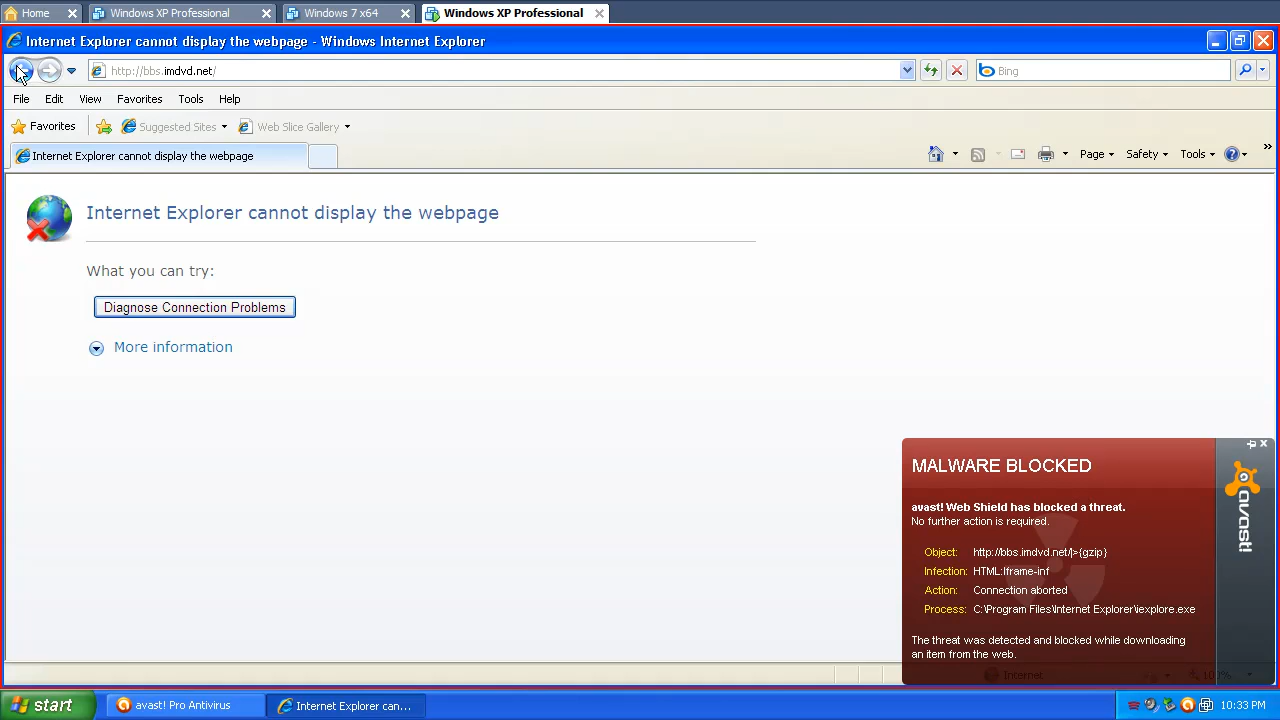 Home
Windows XP Professional
Windows 7 x64
Windows XP Professional
Internet Explorer cannot display the webpage - Windows Internet Explorer
http://bbs.imdvd.net/
Bing
File Edit View Favorites Tools Help
Favorites
Suggested Sites
Web Slice Gallery
Internet Explorer cannot display the webpage
Page
Safety
Tools
»
Internet Explorer cannot display the webpage
What you can try:
Diagnose Connection Problems
More information
MALWARE BLOCKED
avast! Web Shield has blocked a threat.
No further action is required.
Object: http://bbs.imdvd.net/|>{gzip}
Infection: HTML:Iframe-inf
Action: Connection aborted
Process: C:\Program Files\Internet Explorer\iexplore.exe
The threat was detected and blocked while downloading
an item from the web.
avast!
Internet
100%
start
avast! Pro Antivirus
Internet Explorer can...
10:33 PM